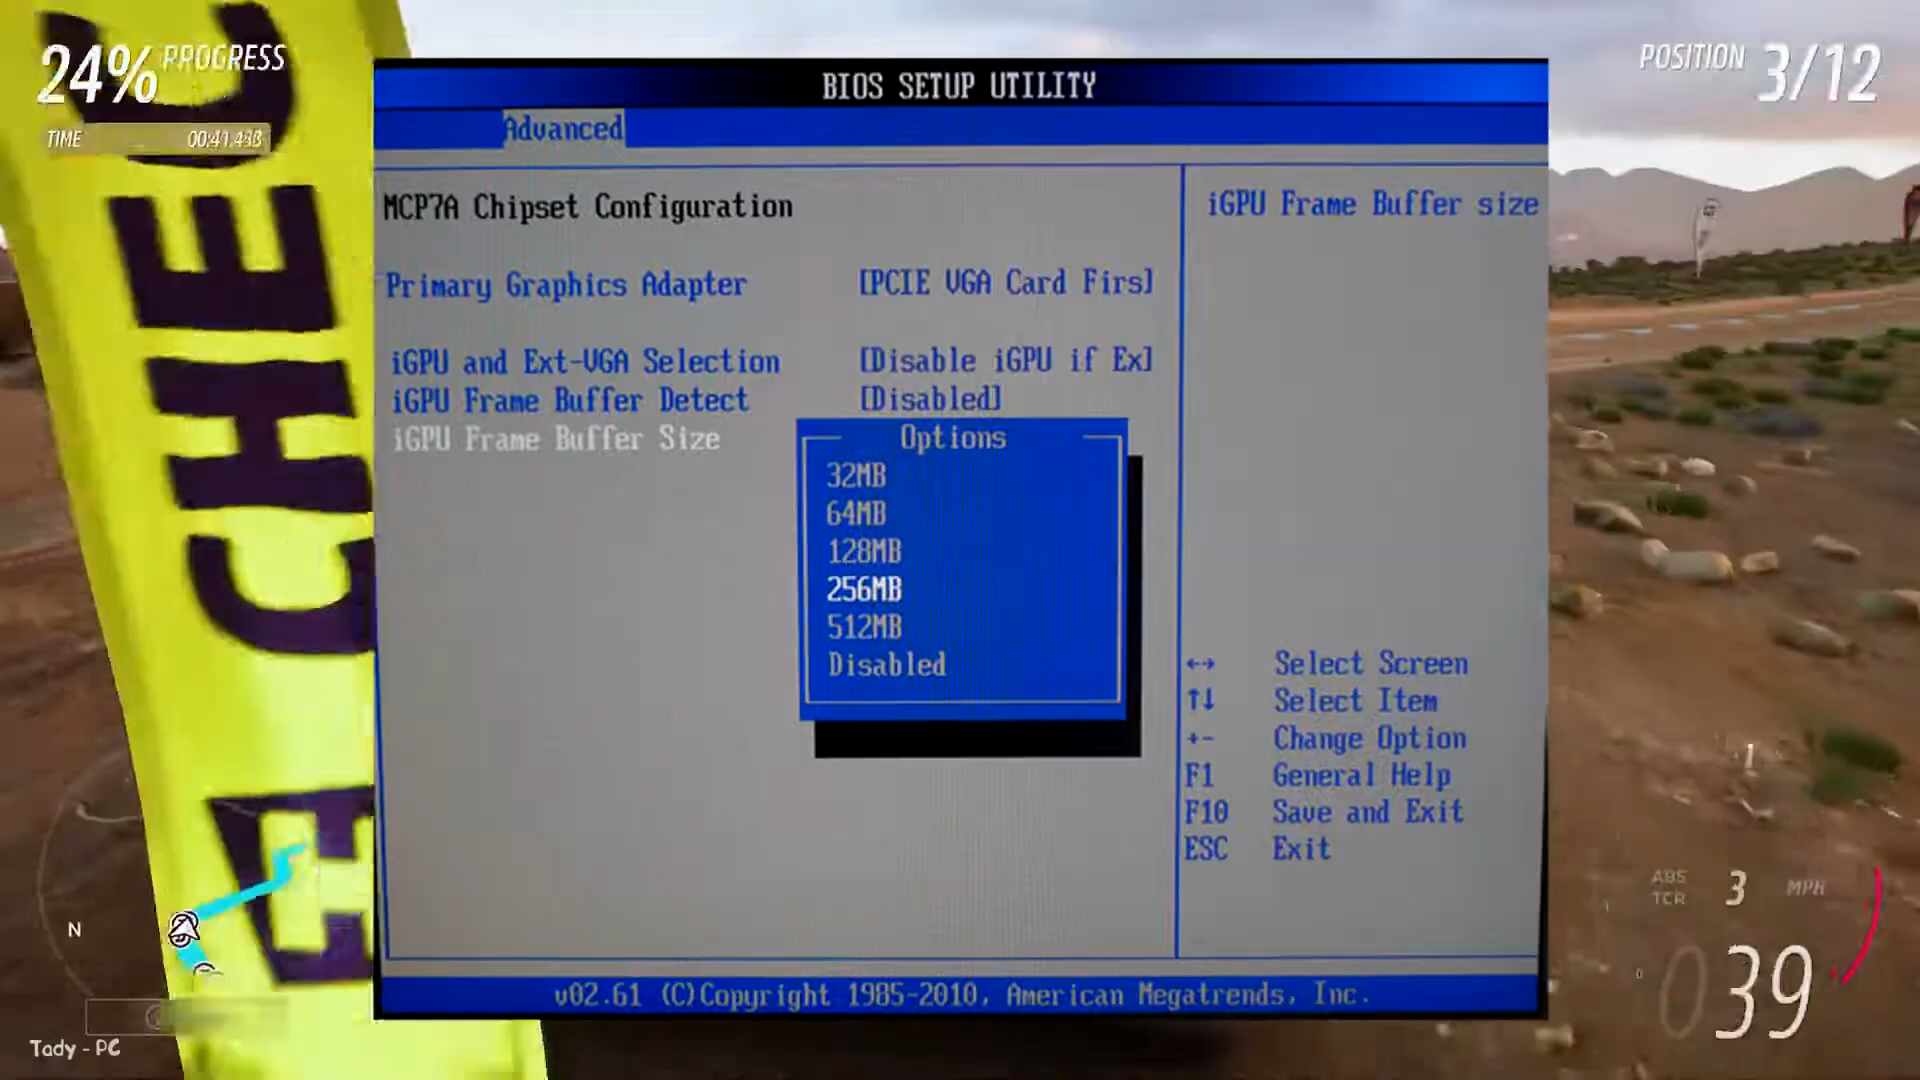 24% PROGRESS
TIME 00:41.433
POSITION 3/12
CHEC
BIOS SETUP UTILITY
Advanced
MCP7A Chipset Configuration
iGPU Frame Buffer size
Primary Graphics Adapter [PCIE VGA Card Firs]
iGPU and Ext-VGA Selection [Disable iGPU if Ex]
iGPU Frame Buffer Detect [Disabled]
iGPU Frame Buffer Size
Options
32MB
64MB
128MB
256MB
512MB
Disabled
←→ Select Screen
↑↓ Select Item
+- Change Option
F1 General Help
F10 Save and Exit
ESC Exit
v02.61 (C)Copyright 1985-2010, American Megatrends, Inc.
N
ABS
TCR
3 MPH
039
Tady - PC